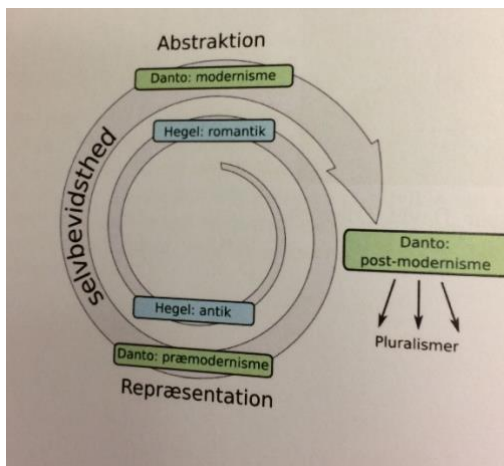 Abstraktion
Danto: modernisme
Hegel: romantik
selvbevidsthed
Danto:
post-modernisme
Hegel: antik
Pluralismer
Danto: præmodernisme
Repræsentation